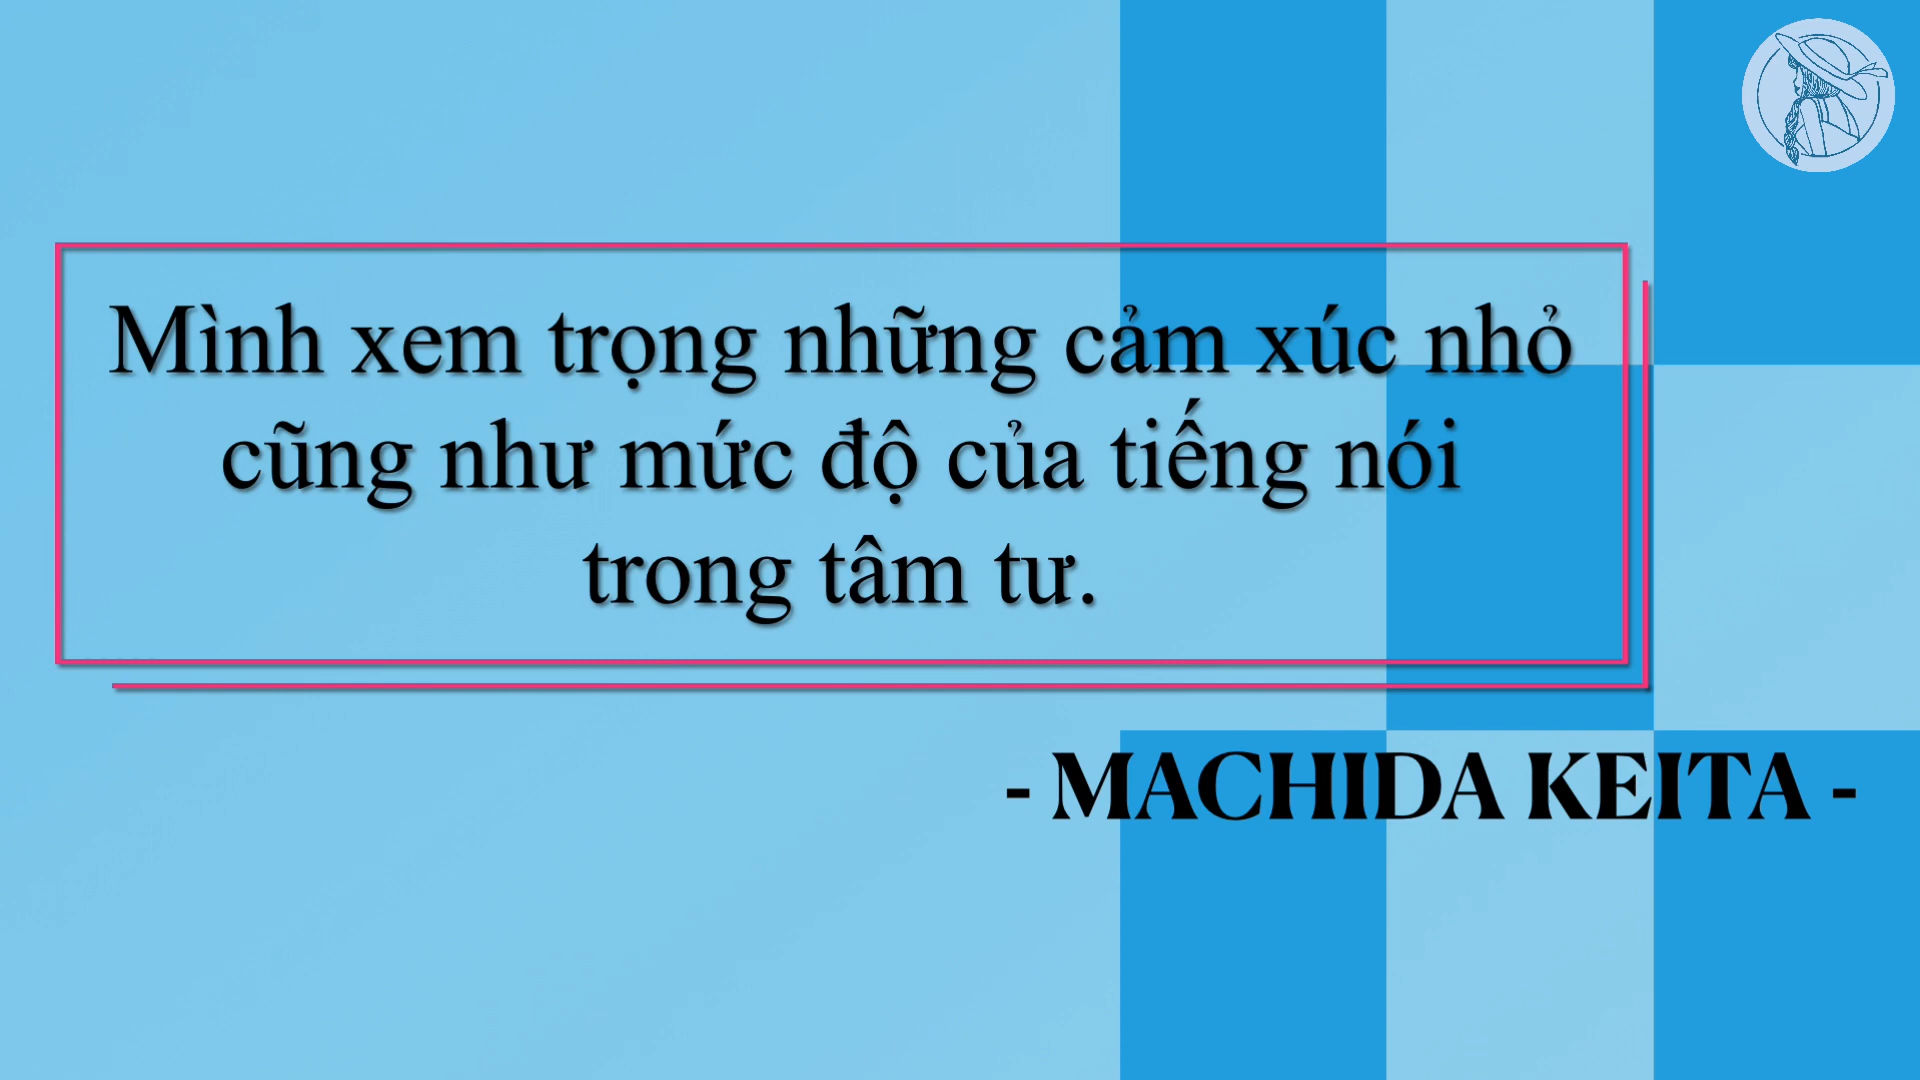 Mình xem trọng những cảm xúc nhỏ
cũng như mức độ của tiếng nói
trong tâm tư.
- MACHIDA KEITA -